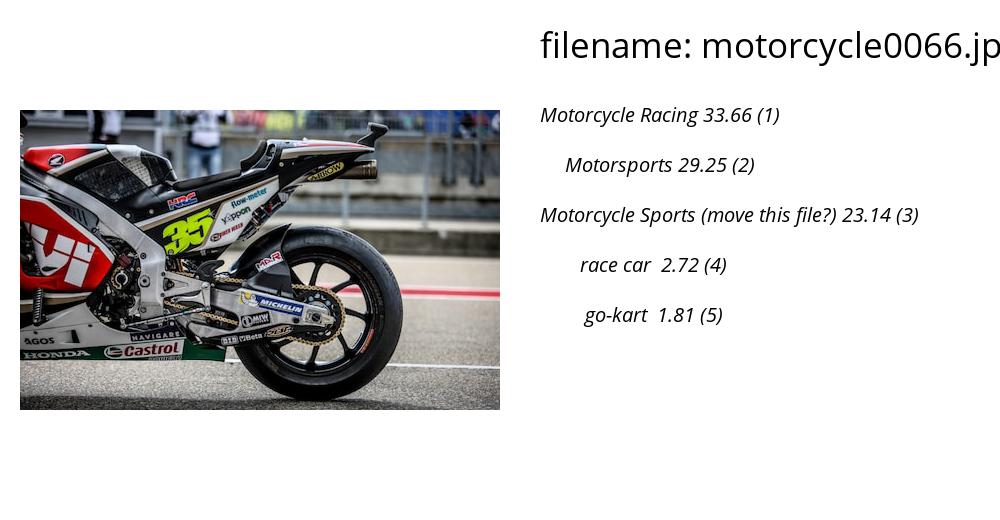 filename: motorcycle0066.jp
Motorcycle Racing 33.66 (1)
Motorsports 29.25 (2)
Motorcycle Sports (move this file?) 23.14 (3)
race car 2.72 (4)
go-kart 1.81 (5)
HRC
35
flow-meter
Yappon
ARROW
MICHELIN
MIW
Beta
AGOS
NAVIGARE
HONDA
Castrol